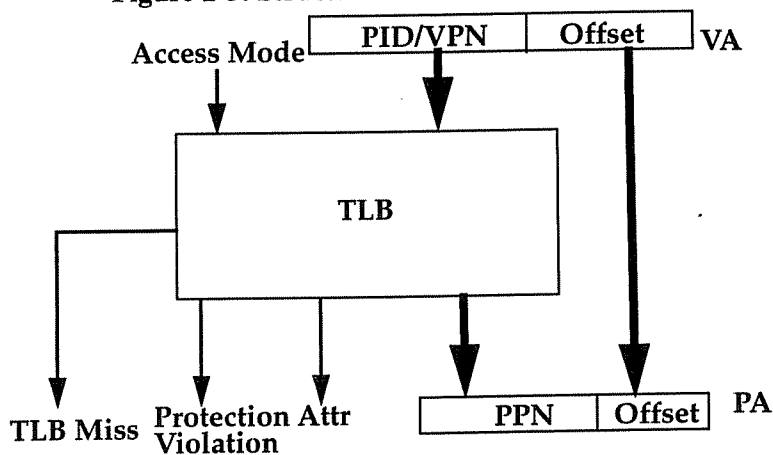 PID/VPN Offset VA
Access Mode
TLB
TLB Miss Protection Attr
Violation
PPN Offset PA